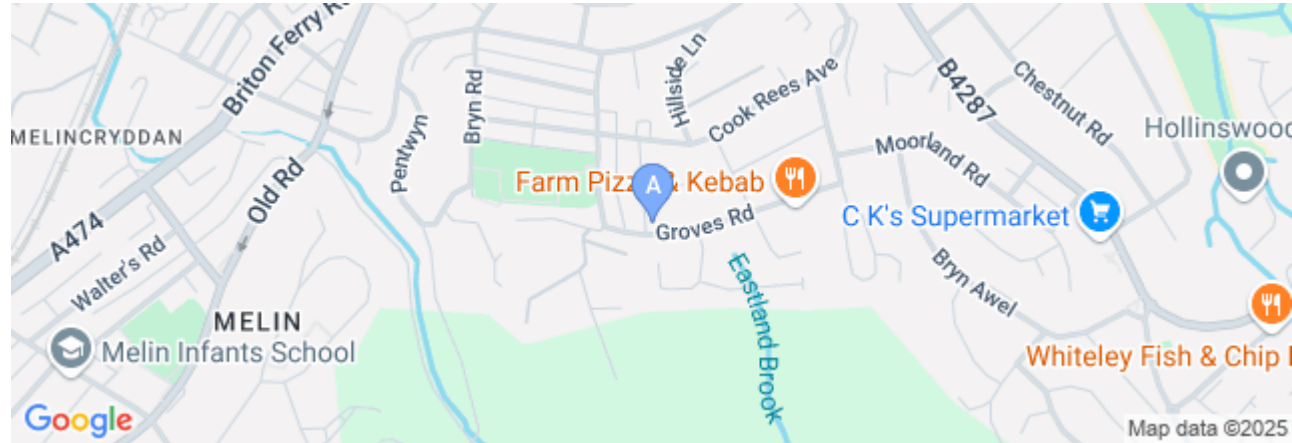 Briton Ferry Rd
MELINCRYDDAN
Old Rd
A474
Walter's Rd
MELIN
Melin Infants School
Pentwyn
Bryn Rd
Hillside Ln
Cook Rees Ave
Farm Pizza & Kebab
A
Groves Rd
Eastland Brook
B4287
Chestnut Rd
Moorland Rd
Hollinswood
C K's Supermarket
Bryn Awel
Whiteley Fish & Chip
Google
Map data ©2025